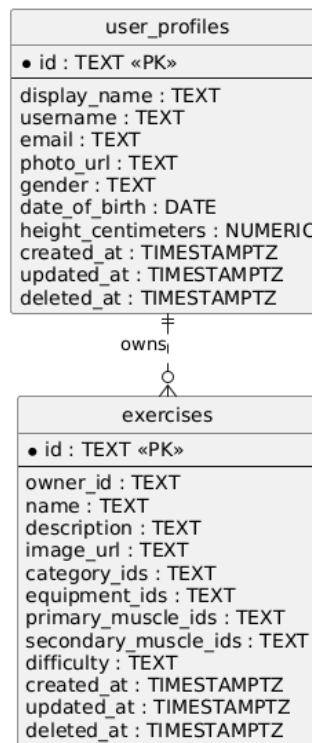 user_profiles
id : TEXT «PK»
display_name : TEXT
username : TEXT
email : TEXT
photo_url : TEXT
gender : TEXT
date_of_birth : DATE
height_centimeters : NUMERIC
created_at : TIMESTAMPTZ
updated_at : TIMESTAMPTZ
deleted_at : TIMESTAMPTZ
owns
exercises
id : TEXT «PK»
owner_id : TEXT
name : TEXT
description : TEXT
image_url : TEXT
category_ids : TEXT
equipment_ids : TEXT
primary_muscle_ids : TEXT
secondary_muscle_ids : TEXT
difficulty : TEXT
created_at : TIMESTAMPTZ
updated_at : TIMESTAMPTZ
deleted_at : TIMESTAMPTZ